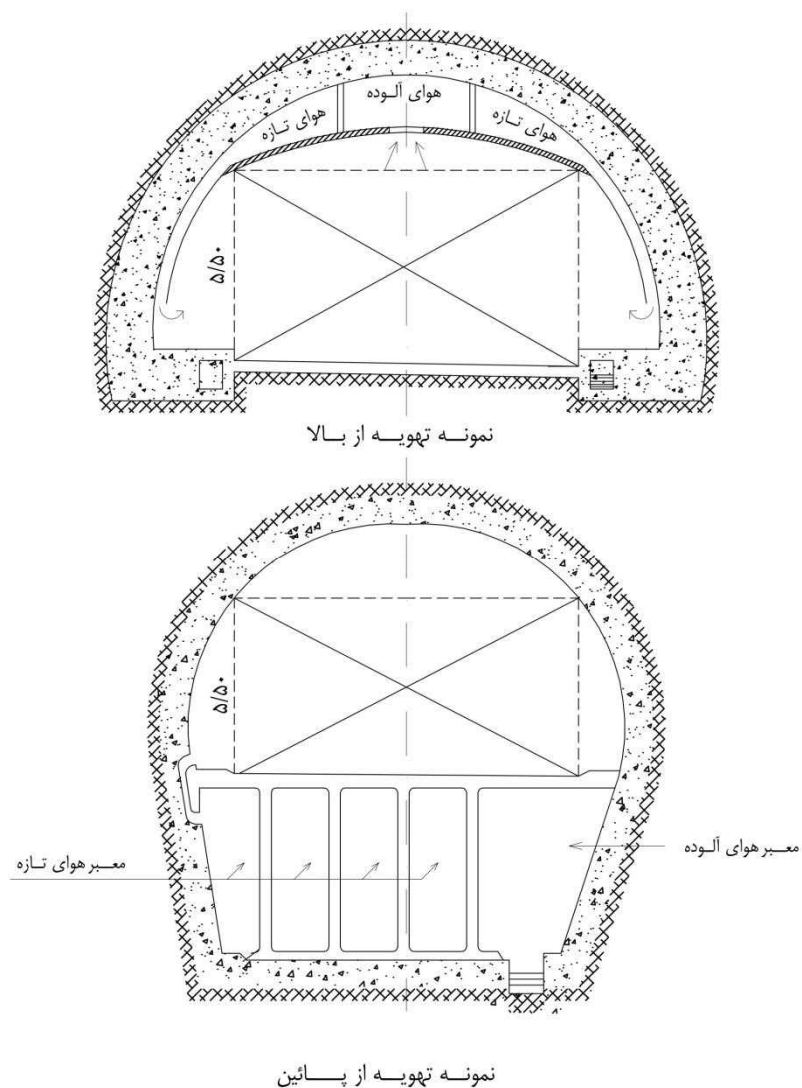 هوای آلوده
هوای تازه
هوای تازه
۵/۵۰
نمونه تهویه از بالا
۵/۵۰
معبر هوای آلوده
معبر هوای تازه
نمونه تهویه از پائین